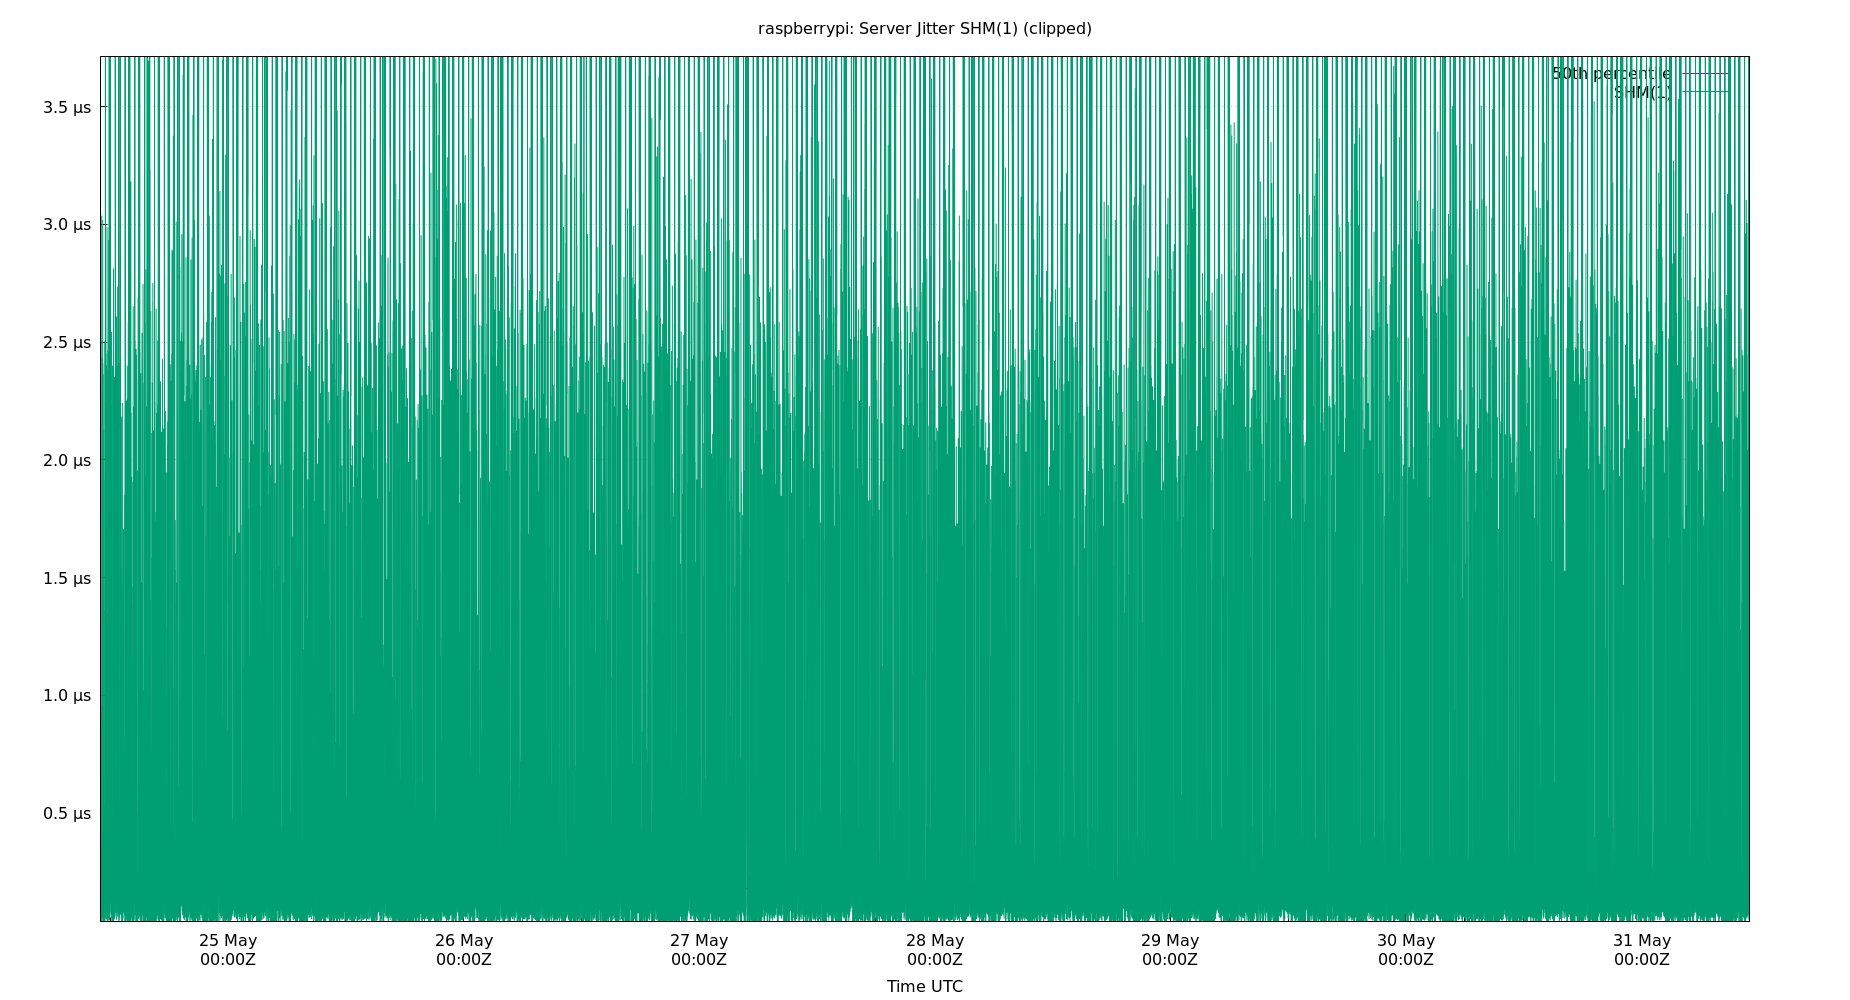 raspberrypi: Server Jitter SHM(1) (clipped)
50th percentile
SHM(1)
3.5 µs
3.0 µs
2.5 µs
2.0 µs
1.5 µs
1.0 µs
0.5 µs
25 May 26 May 27 May 28 May 29 May 30 May 31 May
00:00Z 00:00Z 00:00Z 00:00Z 00:00Z 00:00Z 00:00Z
Time UTC